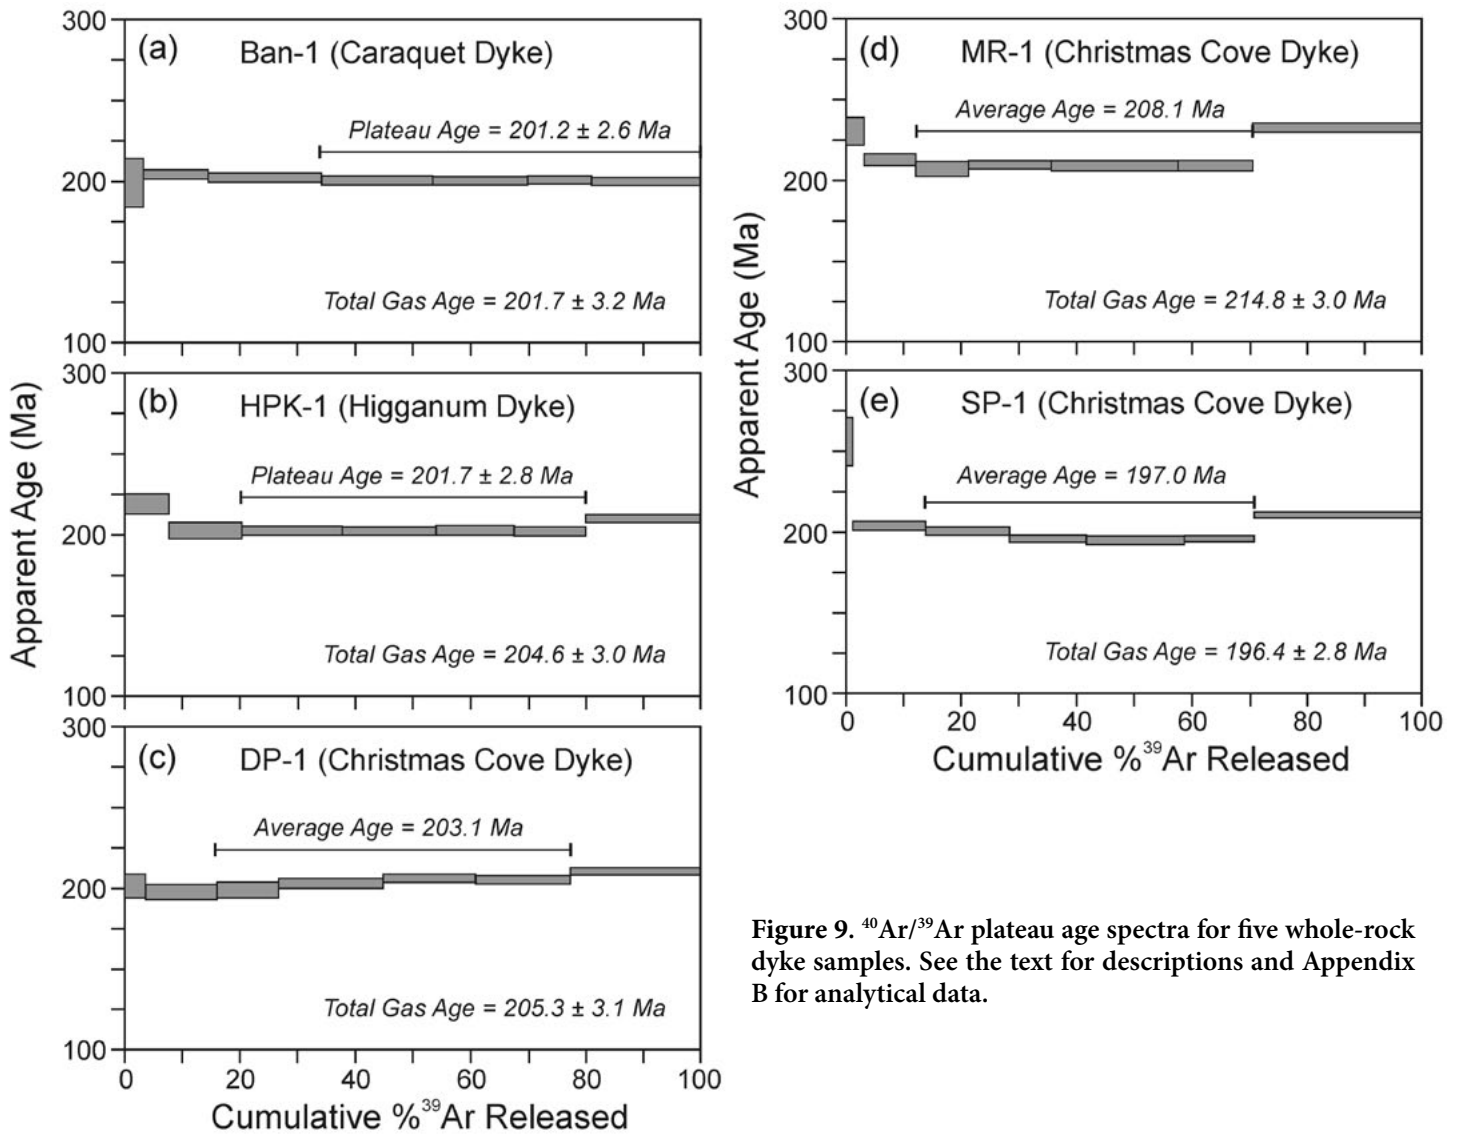 300
(a)
Ban-1 (Caraquet Dyke)
Plateau Age = 201.2 ± 2.6 Ma
200
Total Gas Age = 201.7 ± 3.2 Ma
100
300
(b)
HPK-1 (Higganum Dyke)
Plateau Age = 201.7 ± 2.8 Ma
200
Total Gas Age = 204.6 ± 3.0 Ma
100
300
(c)
DP-1 (Christmas Cove Dyke)
Average Age = 203.1 Ma
200
Total Gas Age = 205.3 ± 3.1 Ma
100
0 20 40 60 80 100
Cumulative %³⁹Ar Released
Apparent Age (Ma)
300
(d)
MR-1 (Christmas Cove Dyke)
Average Age = 208.1 Ma
200
Total Gas Age = 214.8 ± 3.0 Ma
100
300
(e)
SP-1 (Christmas Cove Dyke)
Average Age = 197.0 Ma
200
Total Gas Age = 196.4 ± 2.8 Ma
100
0 20 40 60 80 100
Cumulative %³⁹Ar Released
Apparent Age (Ma)
Figure 9. ⁴⁰Ar/³⁹Ar plateau age spectra for five whole-rock
dyke samples. See the text for descriptions and Appendix
B for analytical data.